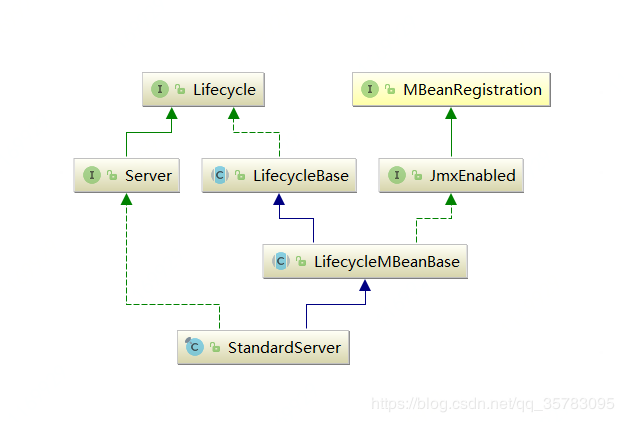 I Lifecycle
I MBeanRegistration
I Server
C LifecycleBase
I JmxEnabled
C LifecycleMBeanBase
C StandardServer
https://blog.csdn.net/qq_35783095